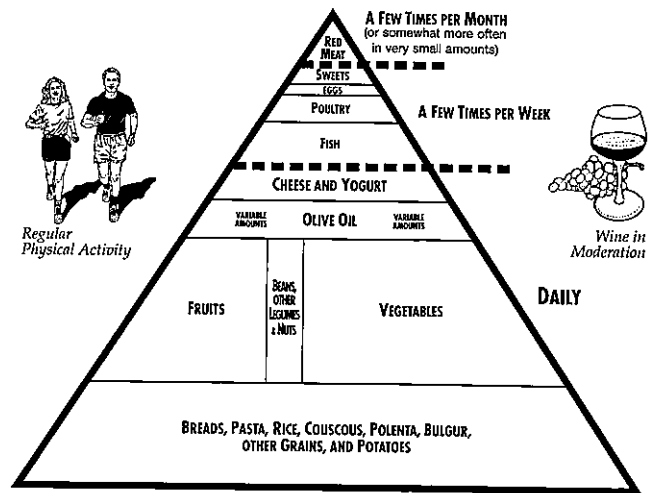 A FEW TIMES PER MONTH
(or somewhat more often
in very small amounts)
RED
MEAT
SWEETS
EGGS
POULTRY
A FEW TIMES PER WEEK
FISH
CHEESE AND YOGURT
VARIABLE
AMOUNTS
OLIVE OIL
VARIABLE
AMOUNTS
Regular
Physical Activity
Wine in
Moderation
DAILY
FRUITS
BEANS,
OTHER
LEGUMES
& NUTS
VEGETABLES
BREADS, PASTA, RICE, COUSCOUS, POLENTA, BULGUR,
OTHER GRAINS, AND POTATOES